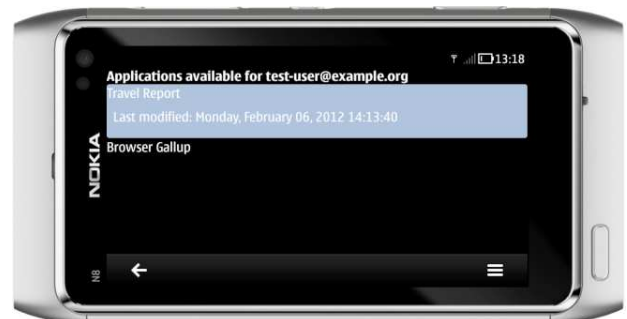 13:18
Applications available for test-user@example.org
Travel Report
Last modified: Monday, February 06, 2012 14:13:40
Browser Gallup
NOKIA
N8